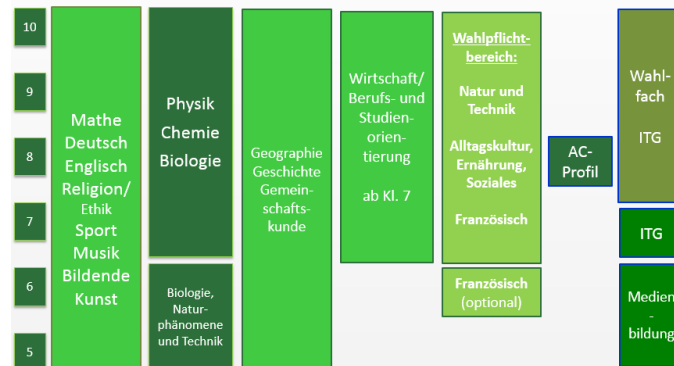 10
9
8
7
6
5
Mathe
Deutsch
Englisch
Religion/
Ethik
Sport
Musik
Bildende
Kunst
Physik
Chemie
Biologie
Biologie,
Natur-
phänomene
und Technik
Geographie
Geschichte
Gemein-
schafts-
kunde
Wirtschaft/
Berufs- und
Studien-
orien-
tierung
ab Kl. 7
Wahlpflicht-
bereich:
Natur und
Technik
Alltagskultur,
Ernährung,
Soziales
Französisch
Französisch
(optional)
AC-
Profil
Wahl-
fach
ITG
ITG
Medien
-
bildung